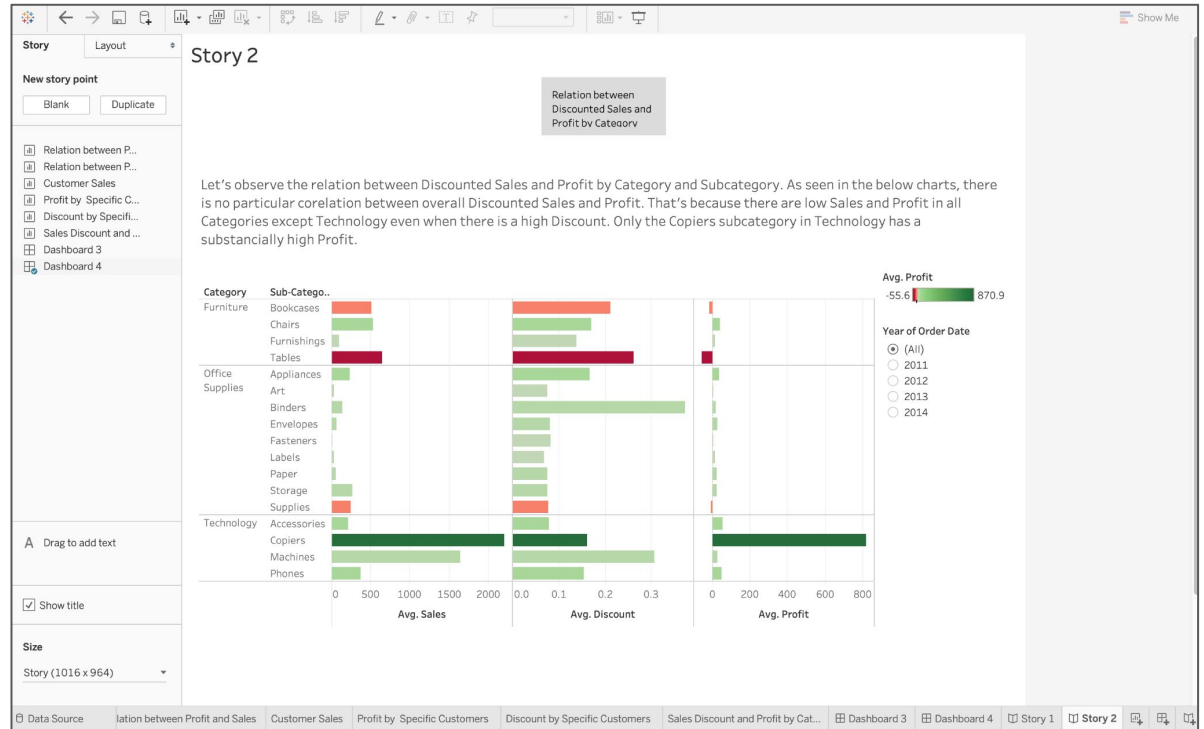 Show Me
Story
Layout
New story point
Blank
Duplicate
Relation between P...
Relation between P...
Customer Sales
Profit by Specific C...
Discount by Specifi...
Sales Discount and ...
Dashboard 3
Dashboard 4
A Drag to add text
Show title
Size
Story (1016 x 964)
Story 2
Relation between
Discounted Sales and
Profit by Category
Let's observe the relation between Discounted Sales and Profit by Category and Subcategory. As seen in the below charts, there
is no particular corelation between overall Discounted Sales and Profit. That's because there are low Sales and Profit in all
Categories except Technology even when there is a high Discount. Only the Copiers subcategory in Technology has a
substancially high Profit.
Category Sub-Catego..
Furniture Bookcases
Chairs
Furnishings
Tables
Office Appliances
Supplies Art
Binders
Envelopes
Fasteners
Labels
Paper
Storage
Supplies
Technology Accessories
Copiers
Machines
Phones
0 500 1000 1500 2000 0.0 0.1 0.2 0.3 0 200 400 600 800
Avg. Sales Avg. Discount Avg. Profit
Avg. Profit
-55.6 870.9
Year of Order Date
(All)
2011
2012
2013
2014
Data Source lation between Profit and Sales Customer Sales Profit by Specific Customers Discount by Specific Customers Sales Discount and Profit by Cat... Dashboard 3 Dashboard 4 Story 1 Story 2